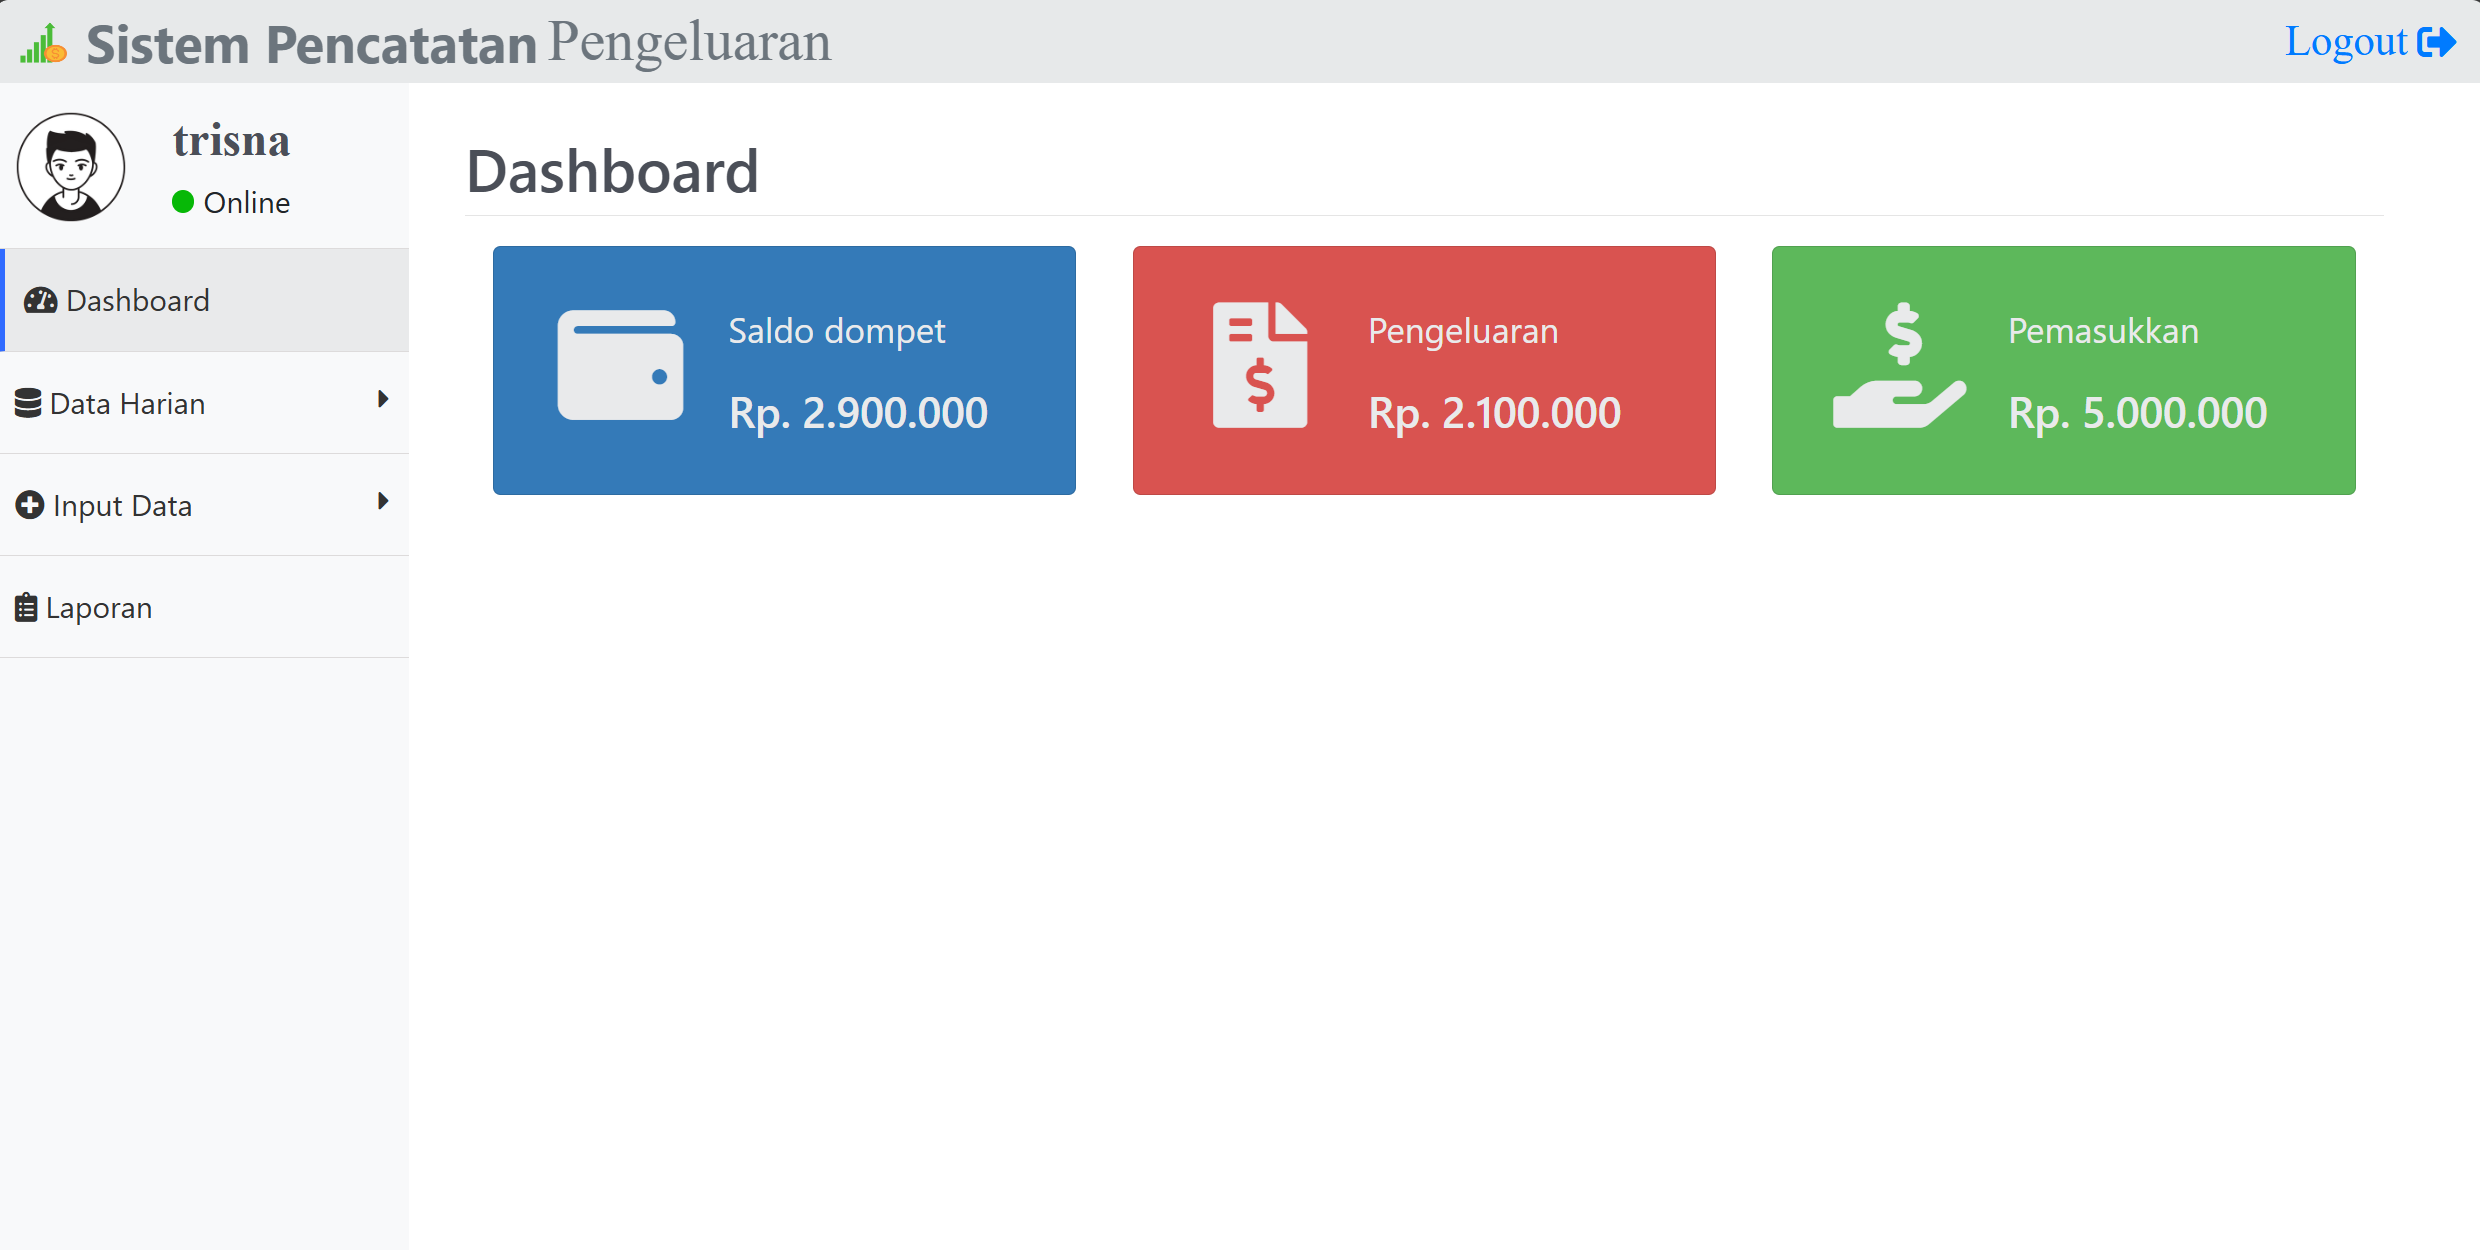 Sistem Pencatatan Pengeluaran
Logout
trisna
Online
Dashboard
Data Harian
Input Data
Laporan
Dashboard
Saldo dompet
Rp. 2.900.000
Pengeluaran
Rp. 2.100.000
Pemasukkan
Rp. 5.000.000